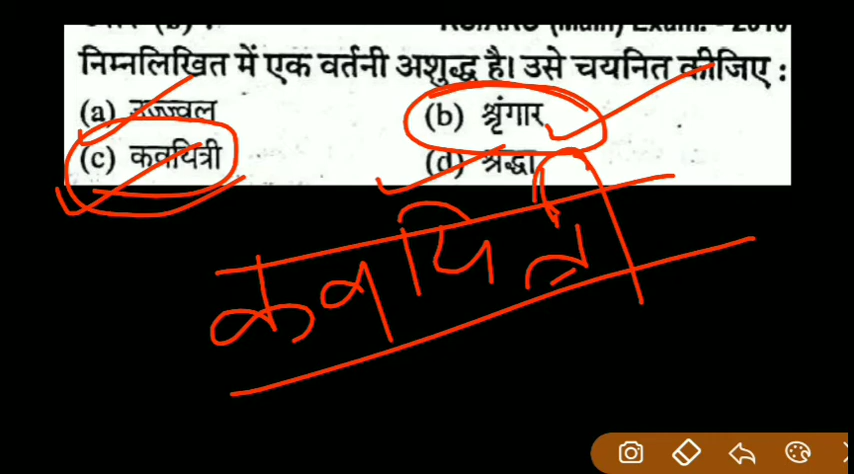 निम्नलिखित में एक वर्तनी अशुद्ध है। उसे चयनित कीजिए :
(a) उज्ज्वल (b) श्रृंगार
(c) कवयित्री (d) श्रद्धा
कवयित्री